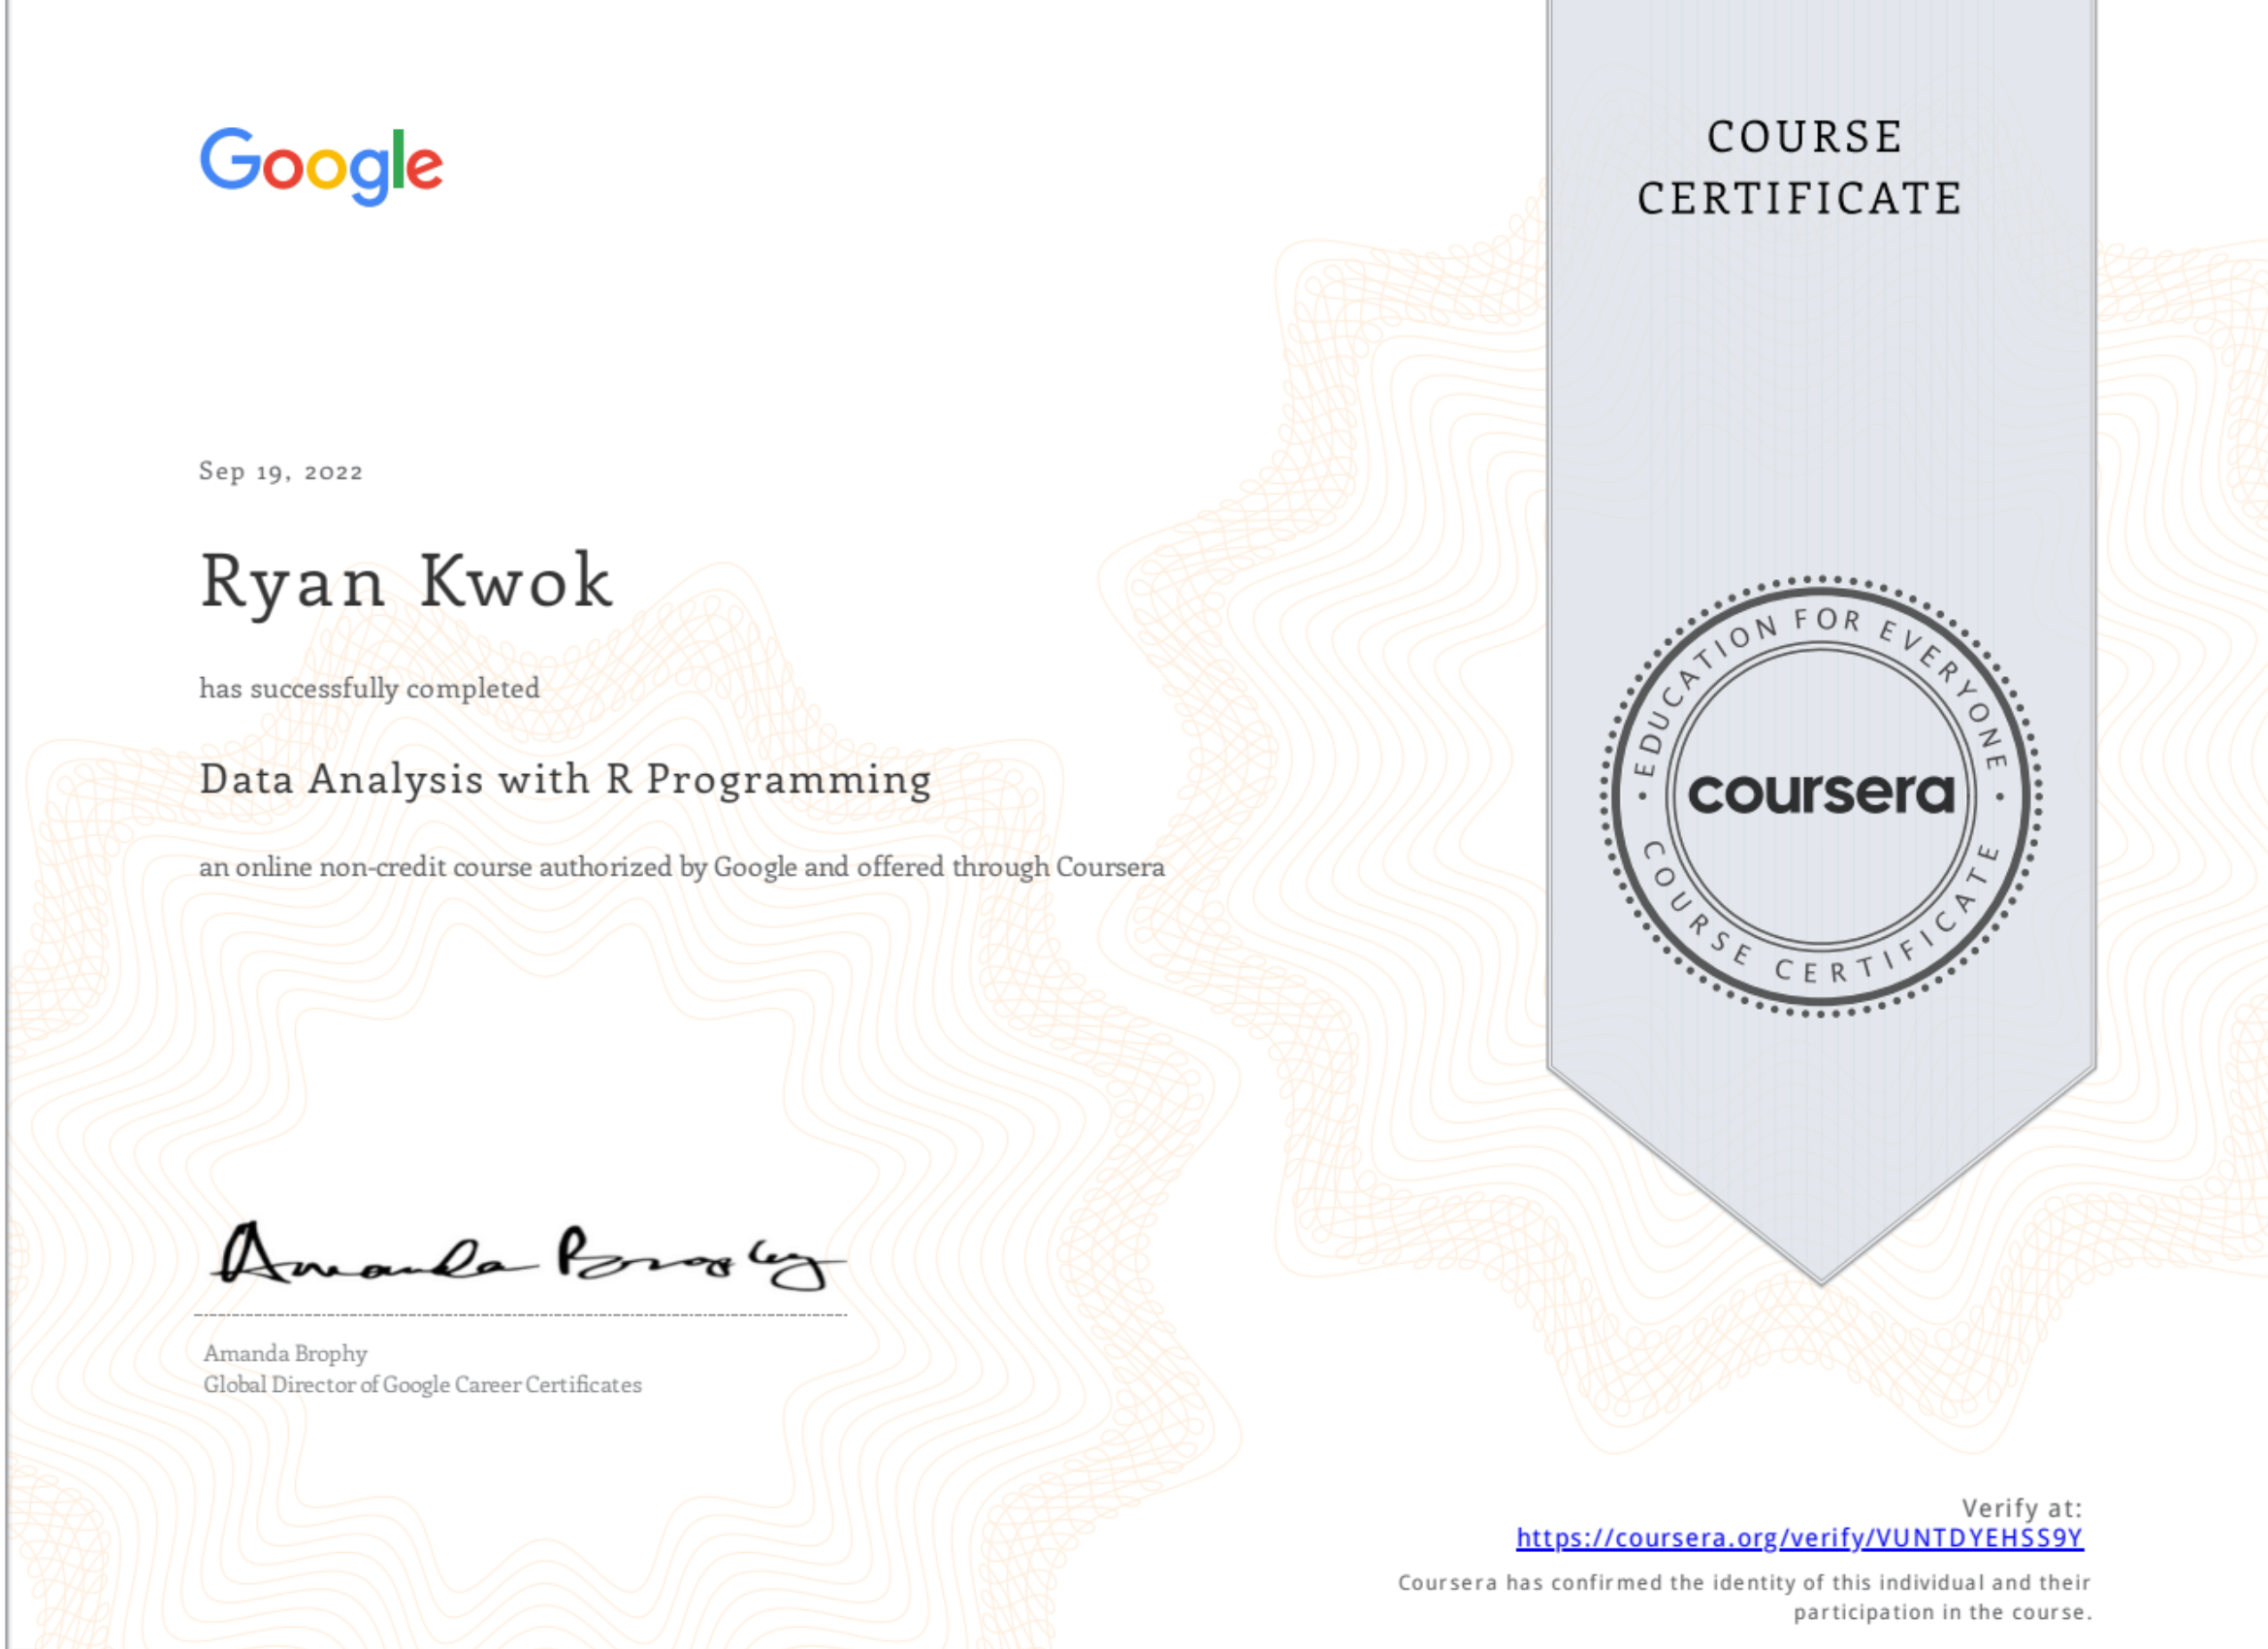 Google
COURSE
CERTIFICATE
Sep 19, 2022
Ryan Kwok
has successfully completed
Data Analysis with R Programming
an online non-credit course authorized by Google and offered through Coursera
• EDUCATION FOR EVERYONE •
coursera
COURSE CERTIFICATE
Amanda Brophy
Amanda Brophy
Global Director of Google Career Certificates
Verify at:
https://coursera.org/verify/VUNTDYEHSS9Y
Coursera has confirmed the identity of this individual and their
participation in the course.